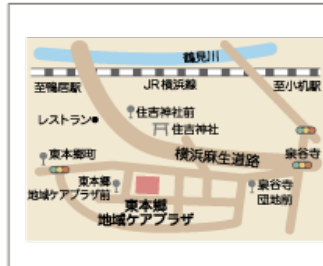 鶴見川
至鴨居駅
JR横浜線
至小机駅
レストラン
住吉神社前
住吉神社
横浜麻生道路
泉谷寺
東本郷町
東本郷
地域ケアプラザ前
東本郷
地域ケアプラザ
泉谷寺
団地前